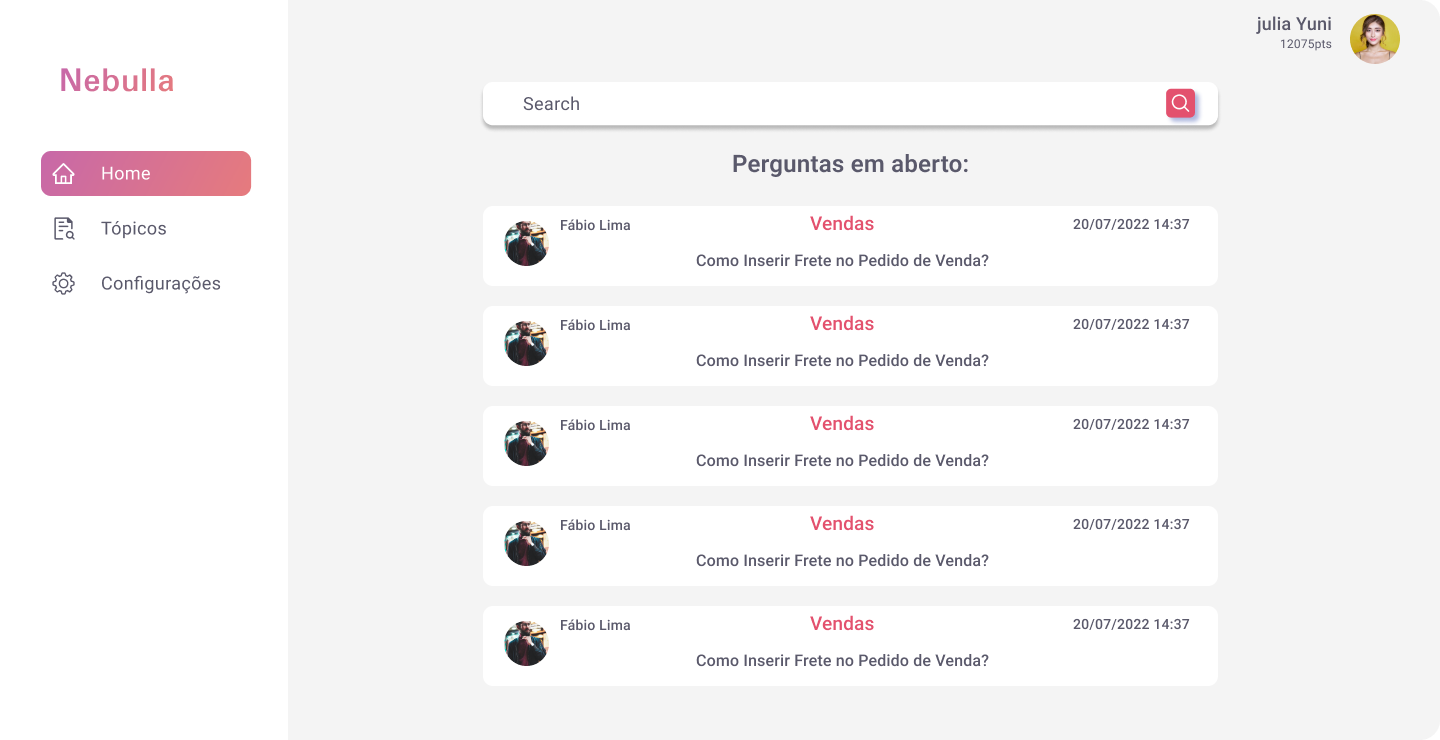 Nebulla
Home
Tópicos
Configurações
julia Yuni
12075pts
Search
Perguntas em aberto:
Fábio Lima
Vendas
20/07/2022 14:37
Como Inserir Frete no Pedido de Venda?
Fábio Lima
Vendas
20/07/2022 14:37
Como Inserir Frete no Pedido de Venda?
Fábio Lima
Vendas
20/07/2022 14:37
Como Inserir Frete no Pedido de Venda?
Fábio Lima
Vendas
20/07/2022 14:37
Como Inserir Frete no Pedido de Venda?
Fábio Lima
Vendas
20/07/2022 14:37
Como Inserir Frete no Pedido de Venda?